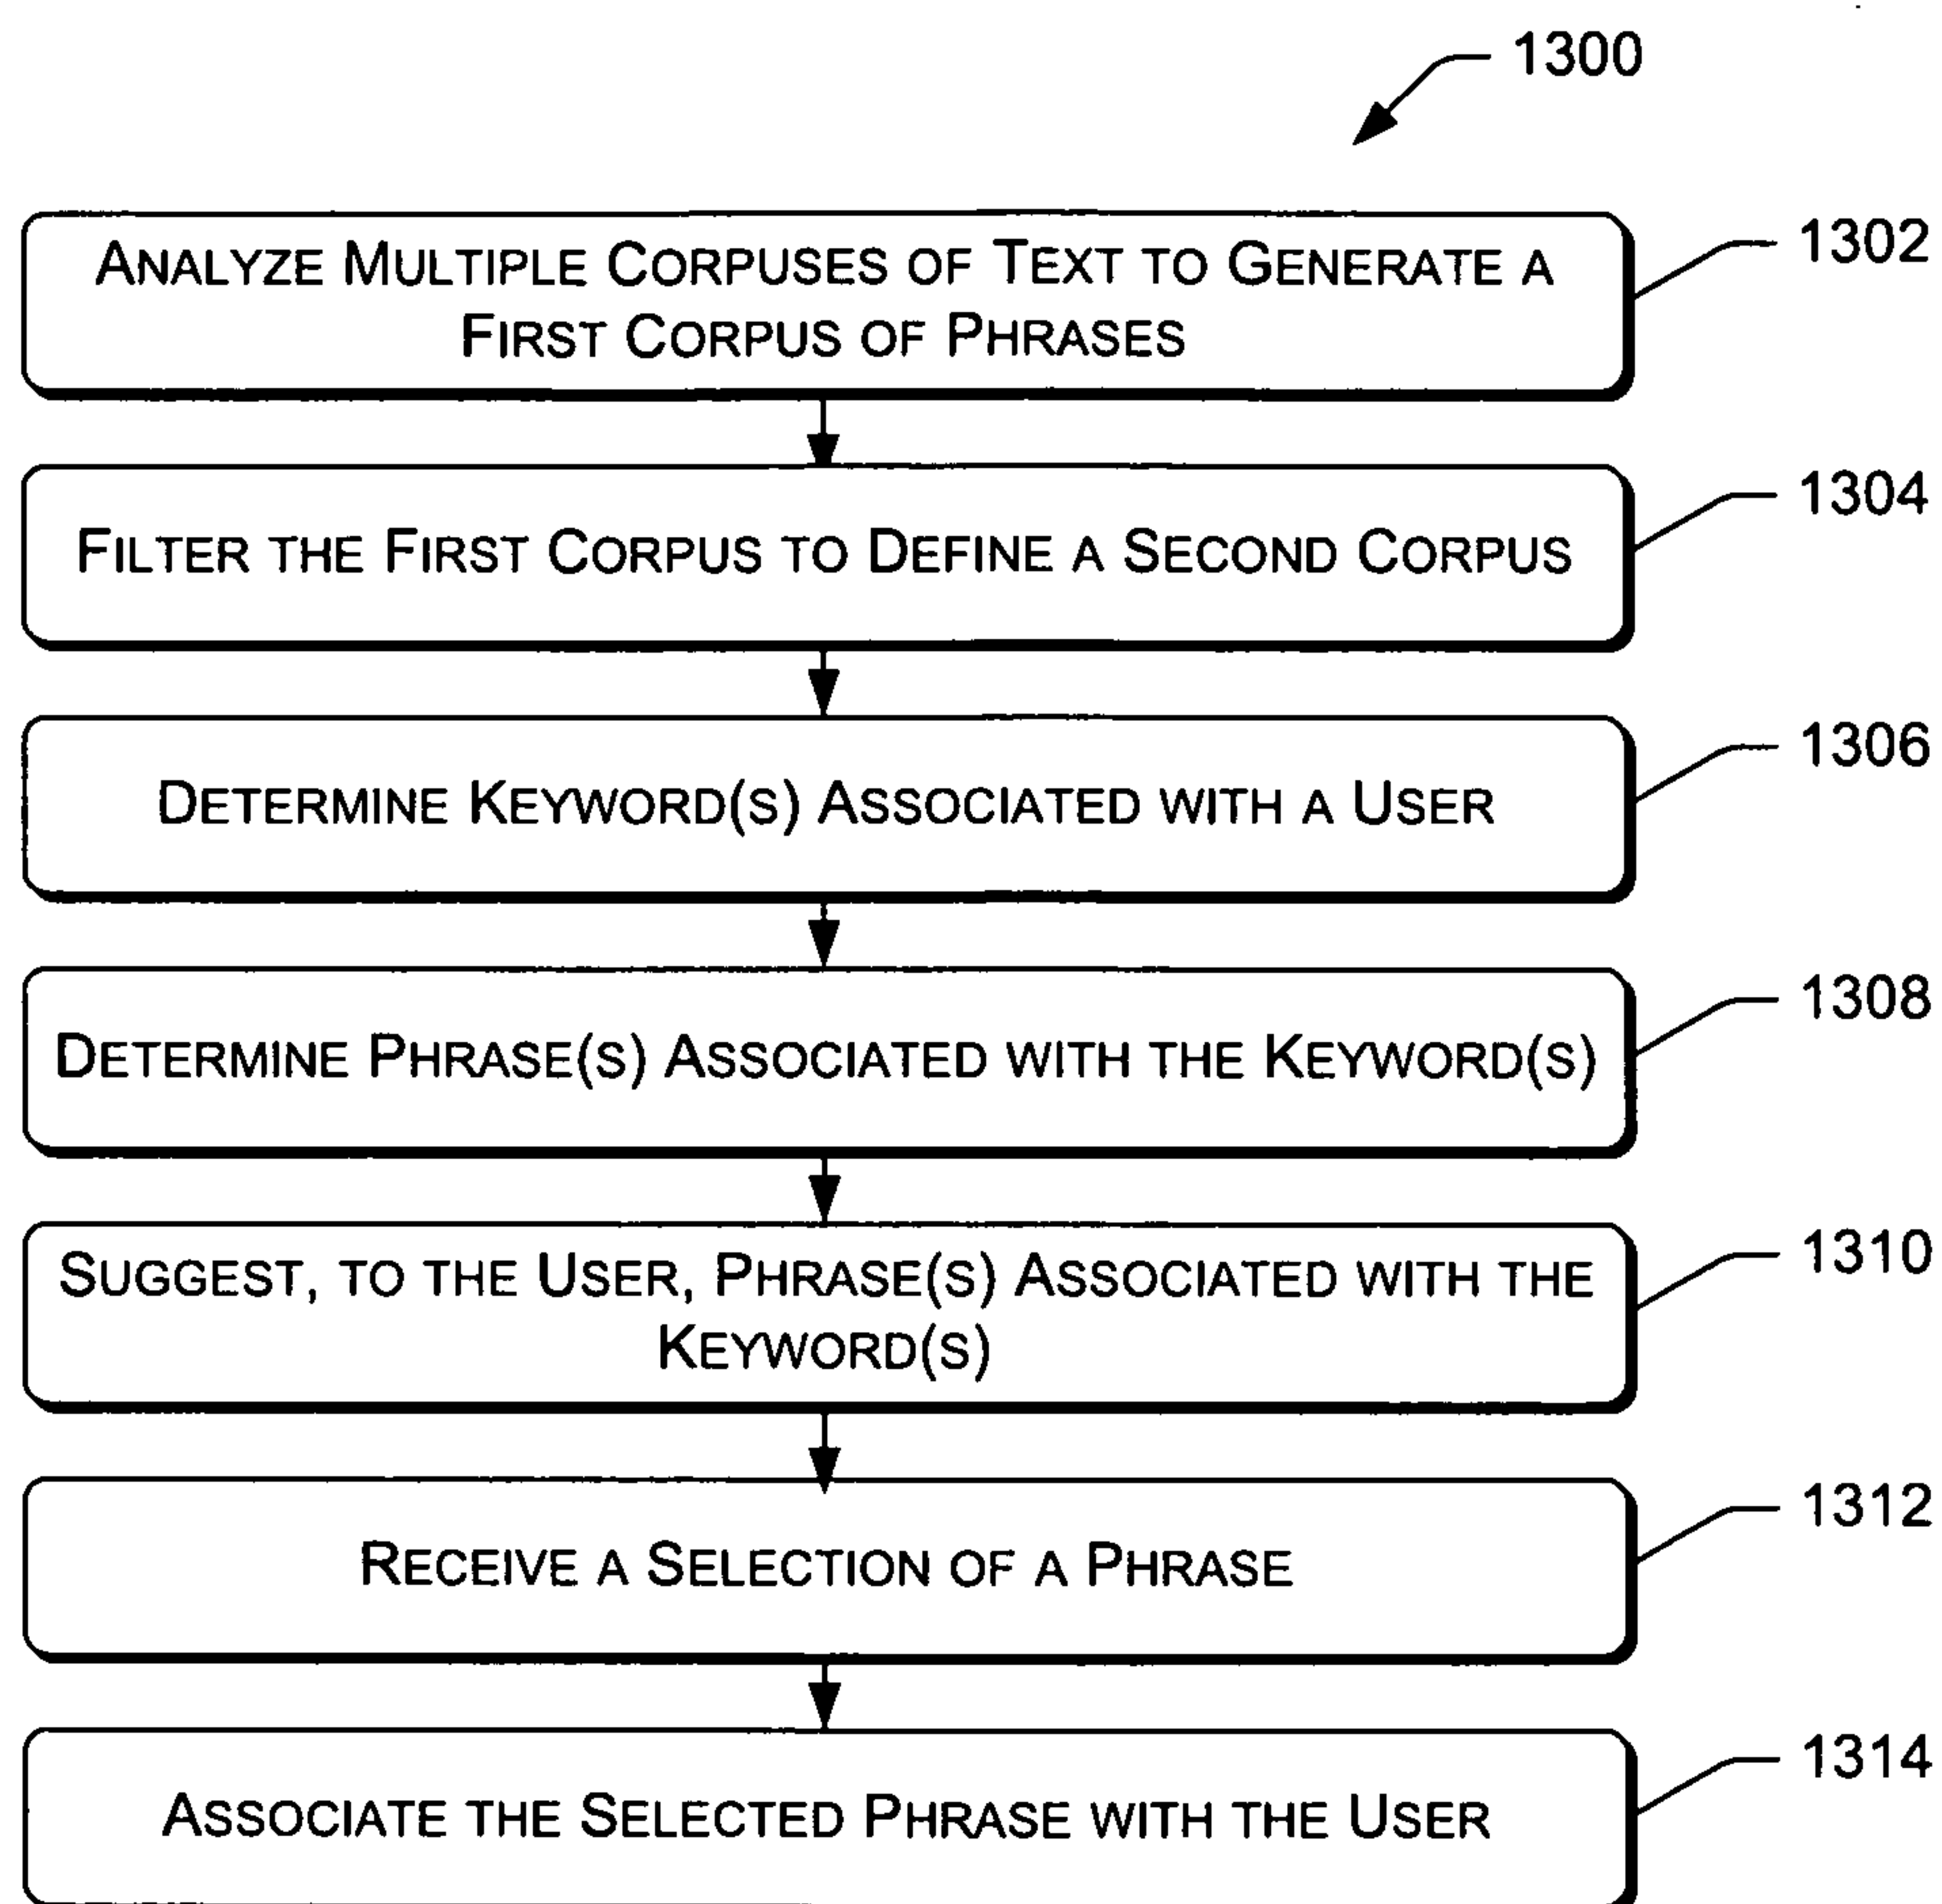 1300
ANALYZE MULTIPLE CORPUSES OF TEXT TO GENERATE A
FIRST CORPUS OF PHRASES
1302
FILTER THE FIRST CORPUS TO DEFINE A SECOND CORPUS
1304
DETERMINE KEYWORD(S) ASSOCIATED WITH A USER
1306
DETERMINE PHRASE(S) ASSOCIATED WITH THE KEYWORD(S)
1308
SUGGEST, TO THE USER, PHRASE(S) ASSOCIATED WITH THE
KEYWORD(S)
1310
RECEIVE A SELECTION OF A PHRASE
1312
ASSOCIATE THE SELECTED PHRASE WITH THE USER
1314